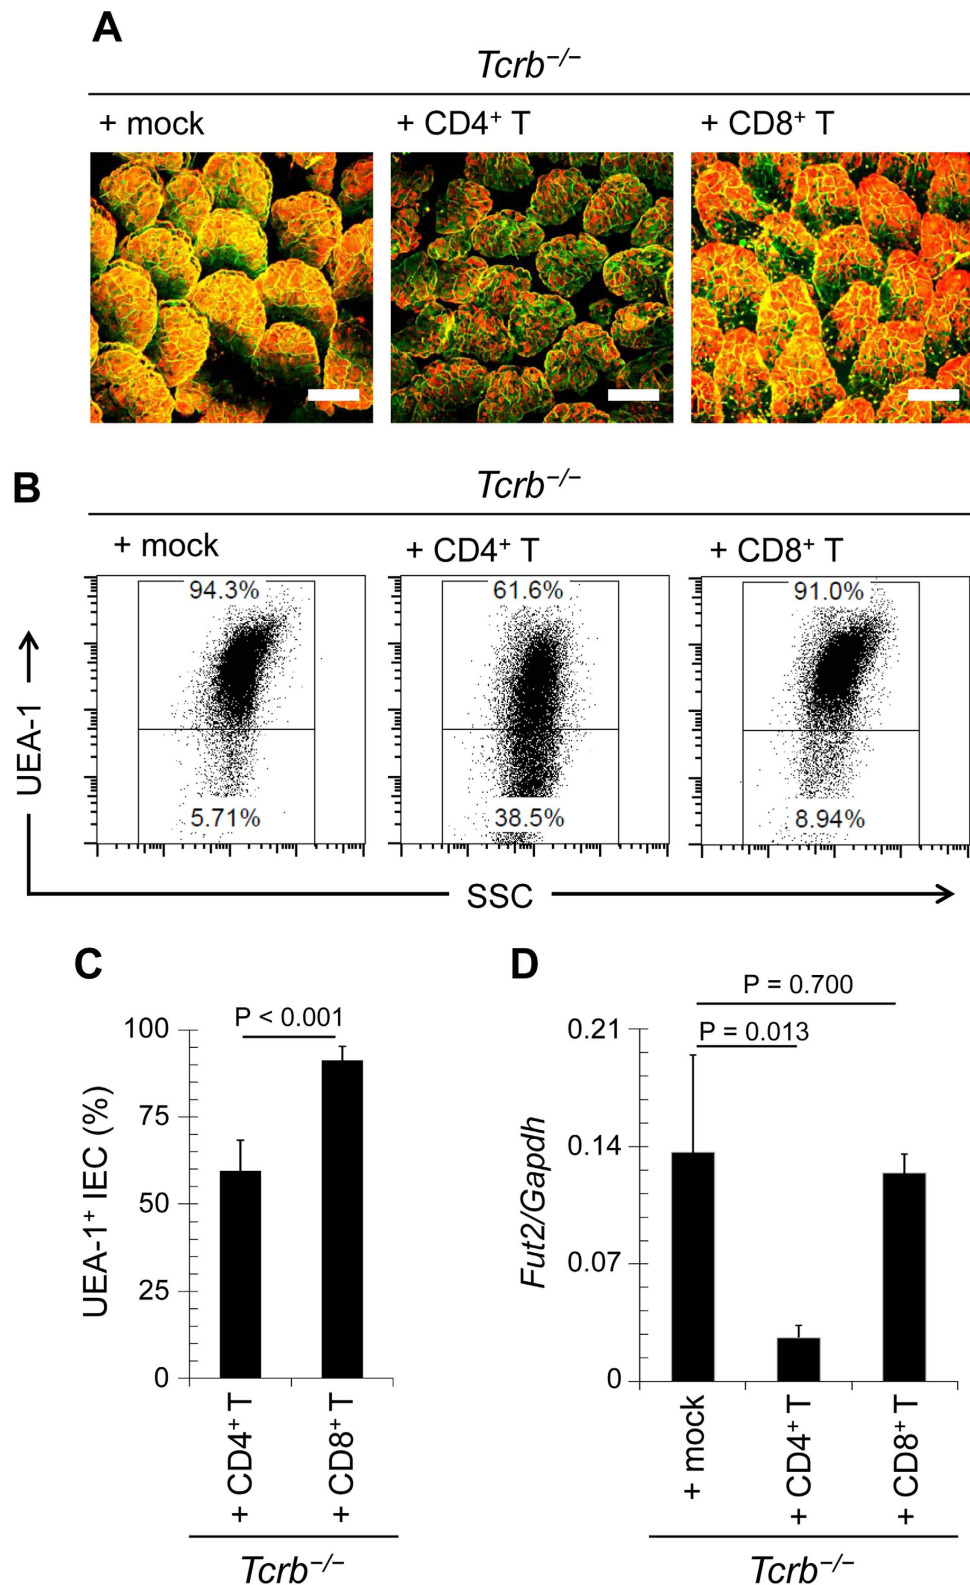 A
Tcrb⁻/⁻
+ mock + CD4⁺ T + CD8⁺ T
B
Tcrb⁻/⁻
+ mock + CD4⁺ T + CD8⁺ T
94.3% 61.6% 91.0%
UEA-1
5.71% 38.5% 8.94%
SSC
C
P < 0.001
100
75
50
25
0
UEA-1⁺ IEC (%)
+ CD4⁺ T
+ CD8⁺ T
Tcrb⁻/⁻
D
P = 0.700
P = 0.013
0.21
0.14
0.07
0
Fut2/Gapdh
+ mock
+ CD4⁺ T
+ CD8⁺ T
Tcrb⁻/⁻